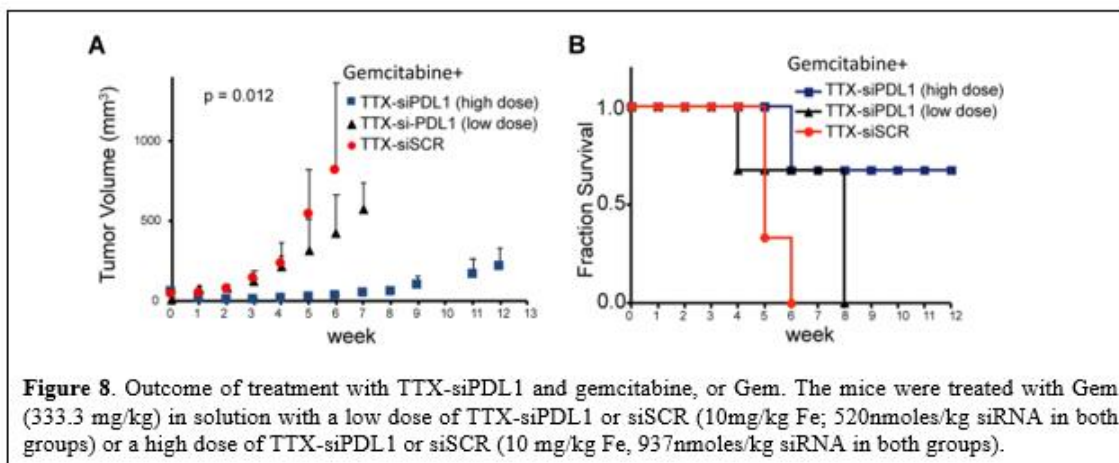 A
Gemcitabine+
p = 0.012
TTX-siPDL1 (high dose)
TTX-si-PDL1 (low dose)
TTX-siSCR
Tumor Volume (mm³)
1000
500
0
0 1 2 3 4 5 6 7 8 9 11 12 13
week
B
Gemcitabine+
TTX-siPDL1 (high dose)
TTX-siPDL1 (low dose)
TTX-siSCR
Fraction Survival
1.0
0.5
0.0
0 1 2 3 4 5 6 7 8 9 10 11 12
week
Figure 8. Outcome of treatment with TTX-siPDL1 and gemcitabine, or Gem. The mice were treated with Gem
(333.3 mg/kg) in solution with a low dose of TTX-siPDL1 or siSCR (10mg/kg Fe; 520nmoles/kg siRNA in both
groups) or a high dose of TTX-siPDL1 or siSCR (10 mg/kg Fe, 937nmoles/kg siRNA in both groups).